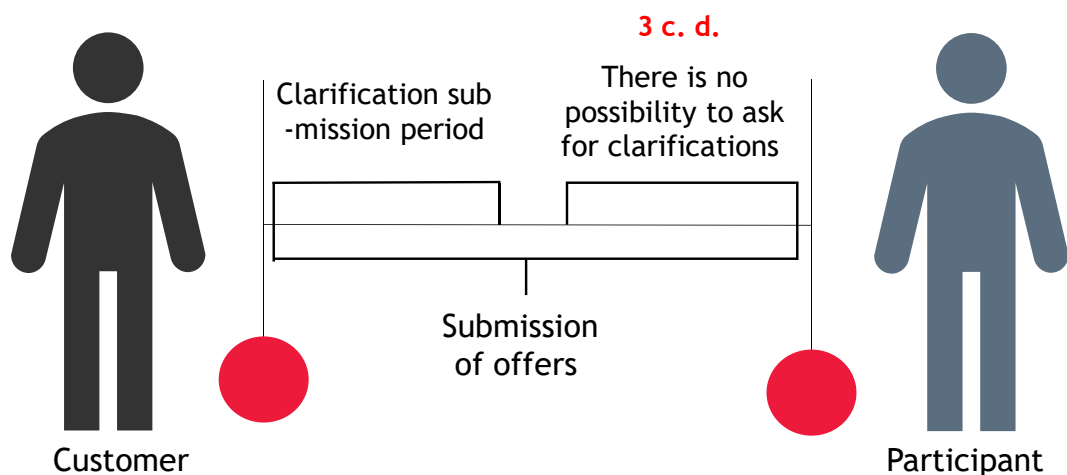 3 c. d.
Clarification sub
-mission period
There is no
possibility to ask
for clarifications
Submission
of offers
Customer
Participant